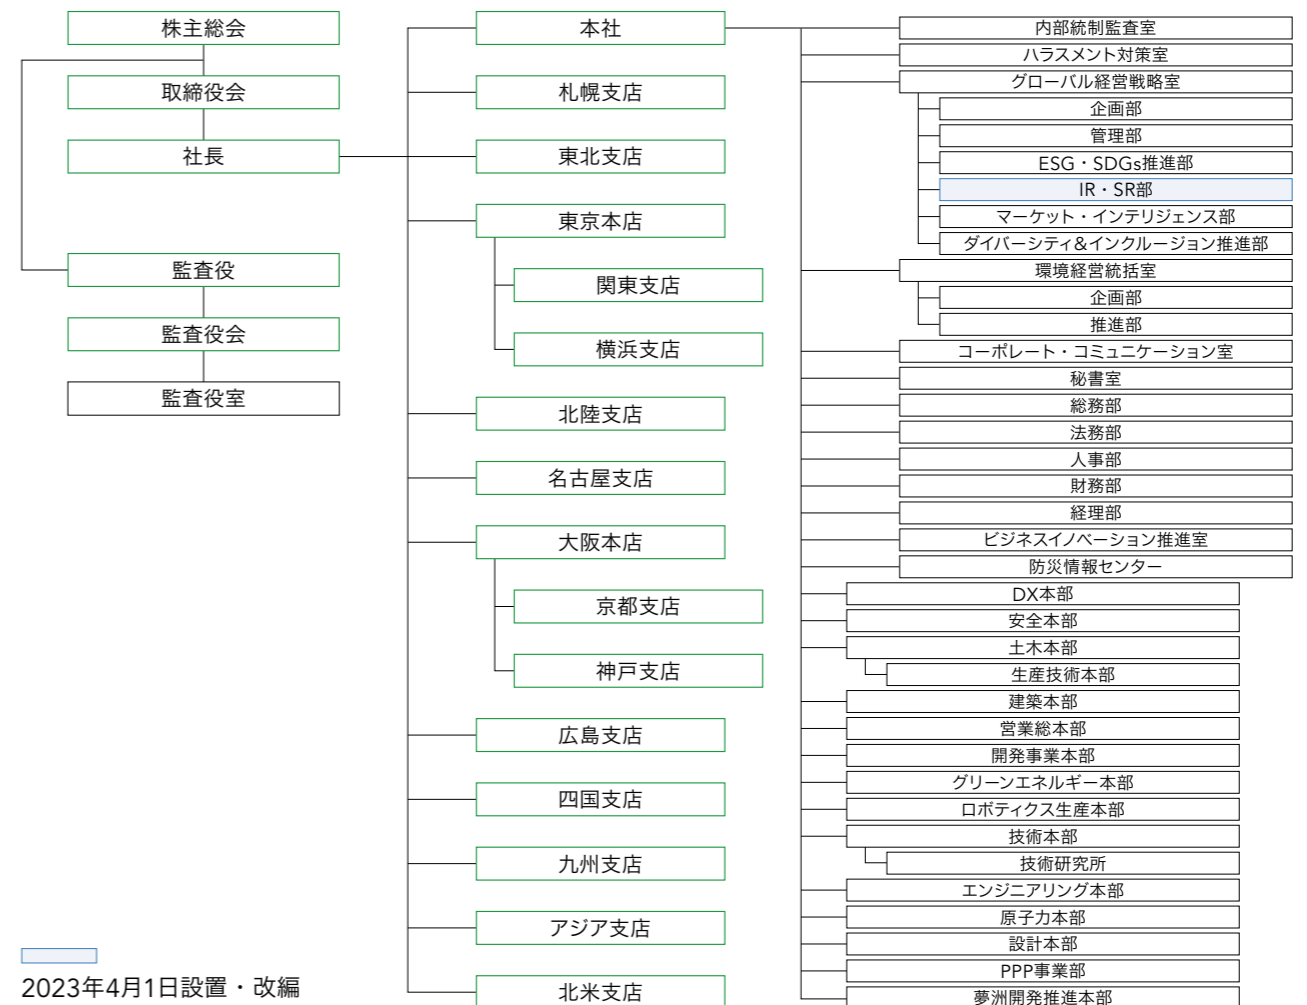 株主総会
取締役会
社長
監査役
監査役会
監査役室
本社
札幌支店
東北支店
東京本店
関東支店
横浜支店
北陸支店
名古屋支店
大阪本店
京都支店
神戸支店
広島支店
四国支店
九州支店
アジア支店
北米支店
内部統制監査室
ハラスメント対策室
グローバル経営戦略室
企画部
管理部
ESG・SDGs推進部
IR・SR部
マーケット・インテリジェンス部
ダイバーシティ&インクルージョン推進部
環境経営統括室
企画部
推進部
コーポレート・コミュニケーション室
秘書室
総務部
法務部
人事部
財務部
経理部
ビジネスイノベーション推進室
防災情報センター
DX本部
安全本部
土木本部
生産技術本部
建築本部
営業総本部
開発事業本部
グリーンエネルギー本部
ロボティクス生産本部
技術本部
技術研究所
エンジニアリング本部
原子力本部
設計本部
PPP事業部
夢洲開発推進本部
2023年4月1日設置・改編